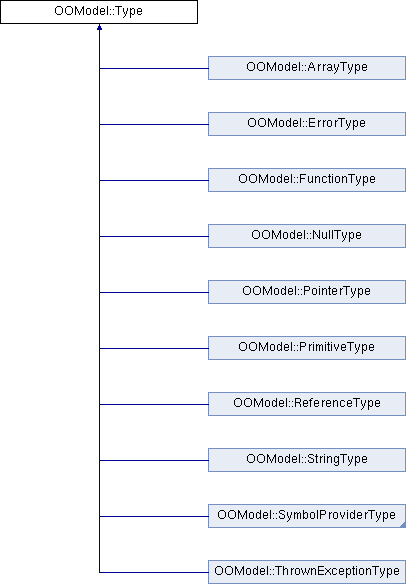 OOModel::Type
OOModel::ArrayType
OOModel::ErrorType
OOModel::FunctionType
OOModel::NullType
OOModel::PointerType
OOModel::PrimitiveType
OOModel::ReferenceType
OOModel::StringType
OOModel::SymbolProviderType
OOModel::ThrownExceptionType